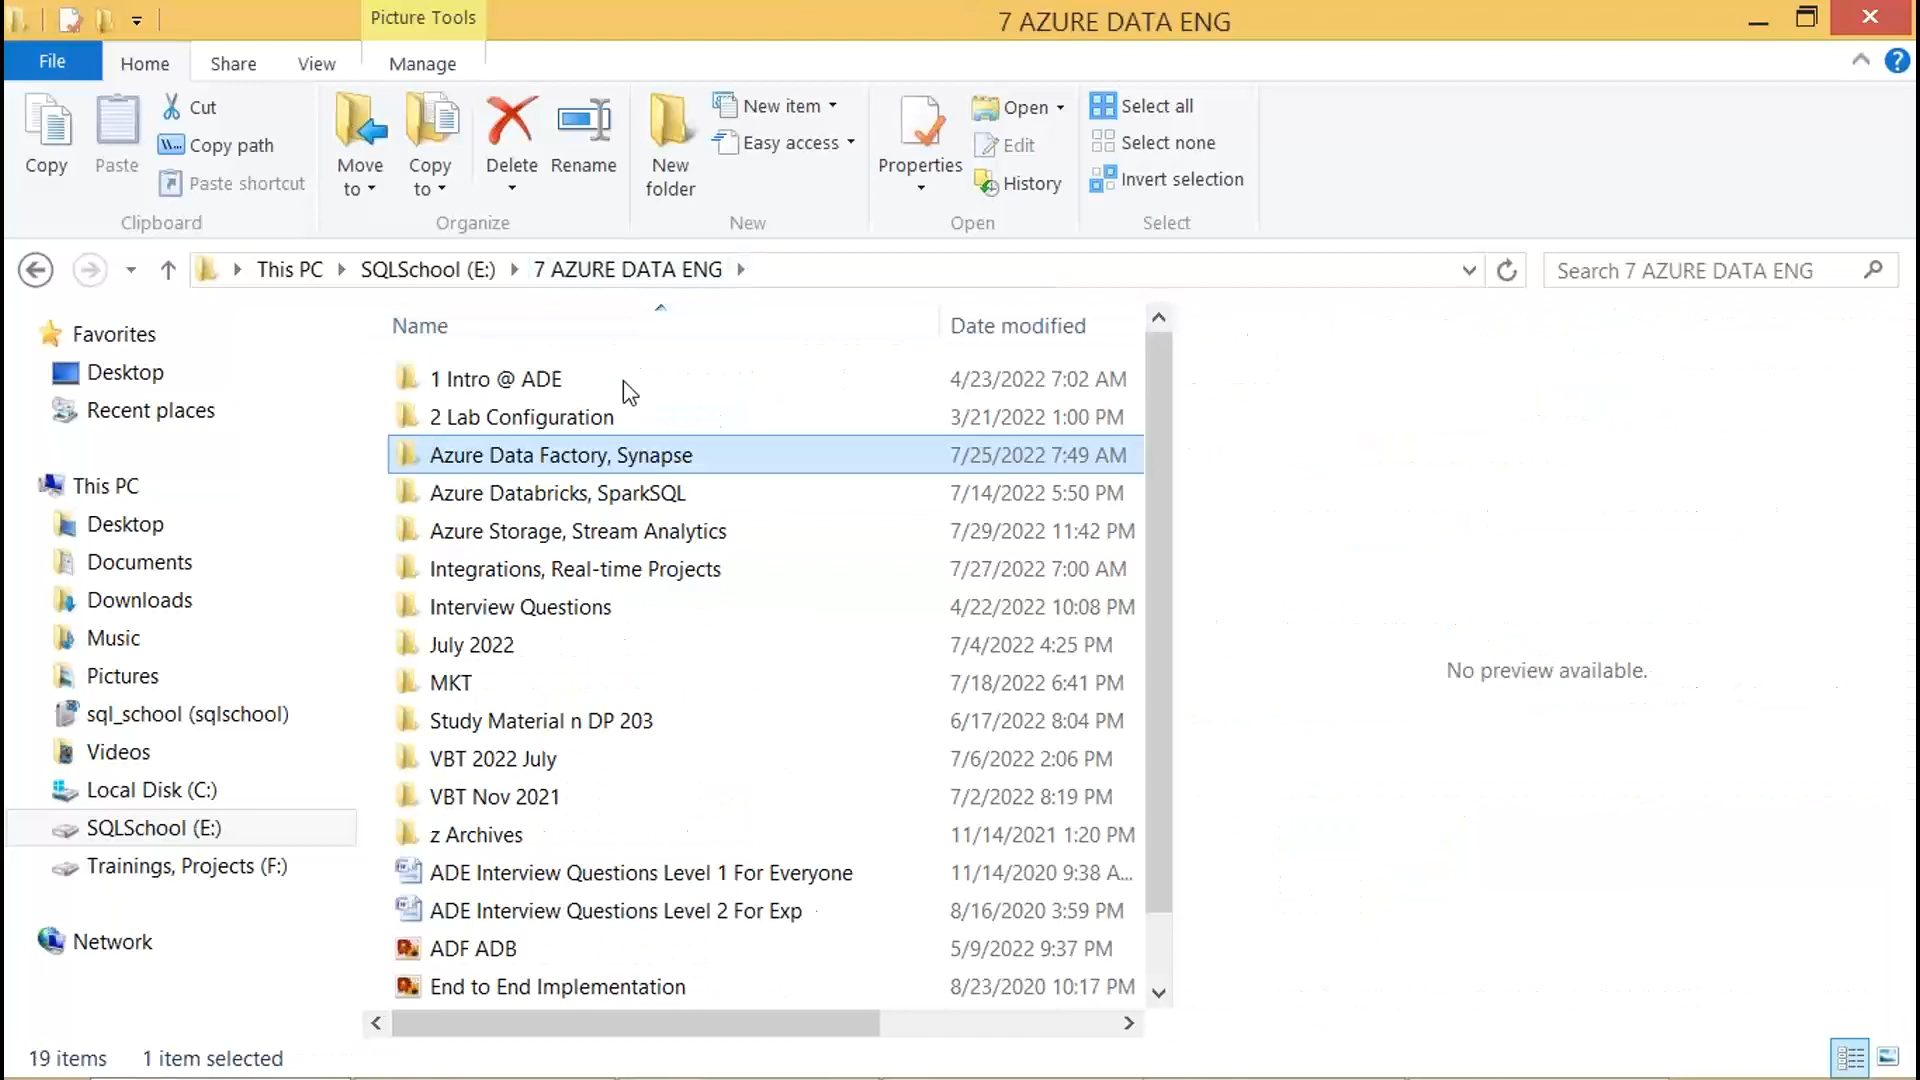 Picture Tools
7 AZURE DATA ENG
File Home Share View Manage
Copy
Paste
Cut
Copy path
Paste shortcut
Clipboard
Move to
Copy to
Delete
Rename
Organize
New folder
New item
Easy access
New
Properties
Open
Edit
History
Open
Select all
Select none
Invert selection
Select
This PC SQLSchool (E:) 7 AZURE DATA ENG
Search 7 AZURE DATA ENG
Favorites
Desktop
Recent places
This PC
Desktop
Documents
Downloads
Music
Pictures
sql_school (sqlschool)
Videos
Local Disk (C:)
SQLSchool (E:)
Trainings, Projects (F:)
Network
Name Date modified
1 Intro @ ADE 4/23/2022 7:02 AM
2 Lab Configuration 3/21/2022 1:00 PM
Azure Data Factory, Synapse 7/25/2022 7:49 AM
Azure Databricks, SparkSQL 7/14/2022 5:50 PM
Azure Storage, Stream Analytics 7/29/2022 11:42 PM
Integrations, Real-time Projects 7/27/2022 7:00 AM
Interview Questions 4/22/2022 10:08 PM
July 2022 7/4/2022 4:25 PM
MKT 7/18/2022 6:41 PM
Study Material n DP 203 6/17/2022 8:04 PM
VBT 2022 July 7/6/2022 2:06 PM
VBT Nov 2021 7/2/2022 8:19 PM
z Archives 11/14/2021 1:20 PM
ADE Interview Questions Level 1 For Everyone 11/14/2020 9:38 A...
ADE Interview Questions Level 2 For Exp 8/16/2020 3:59 PM
ADF ADB 5/9/2022 9:37 PM
End to End Implementation 8/23/2020 10:17 PM
No preview available.
19 items 1 item selected